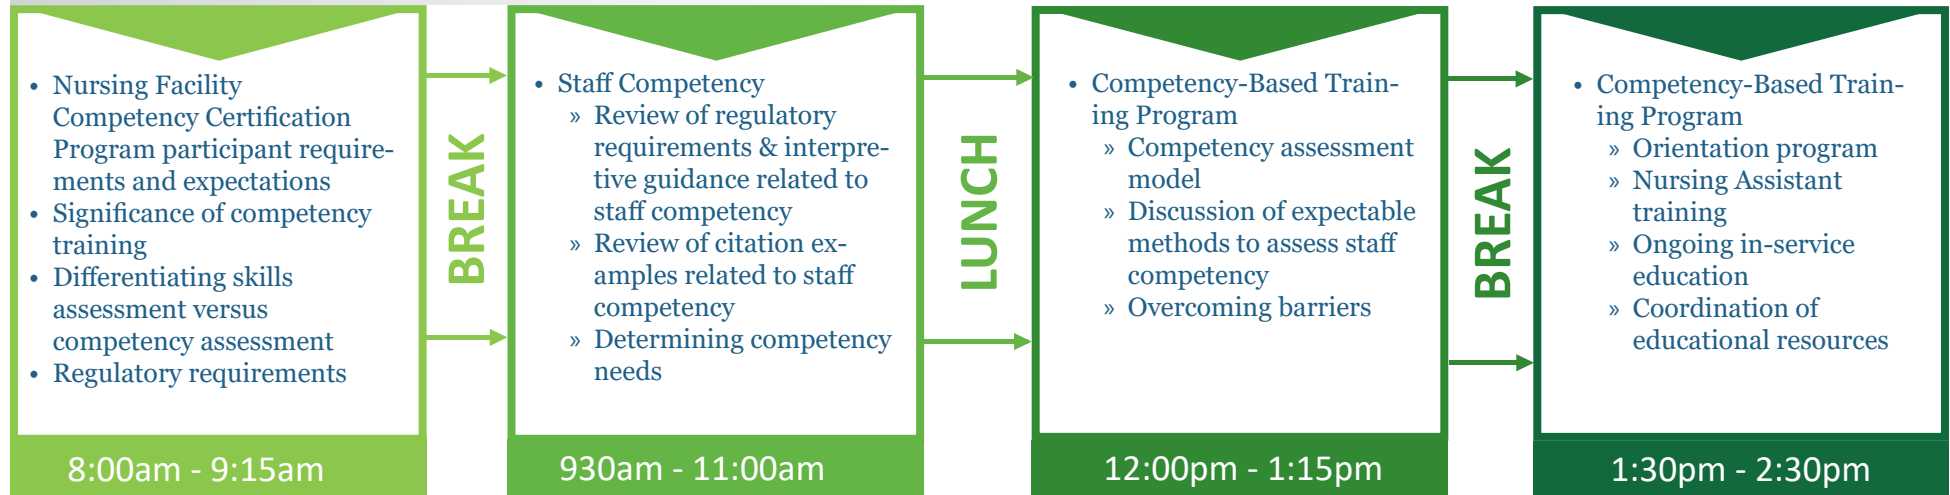 • Nursing Facility
Competency Certification
Program participant require-
ments and expectations
• Significance of competency
training
• Differentiating skills
assessment versus
competency assessment
• Regulatory requirements
8:00am - 9:15am
BREAK
• Staff Competency
» Review of regulatory
requirements & interpre-
tive guidance related to
staff competency
» Review of citation ex-
amples related to staff
competency
» Determining competency
needs
930am - 11:00am
LUNCH
• Competency-Based Train-
ing Program
» Competency assessment
model
» Discussion of expectable
methods to assess staff
competency
» Overcoming barriers
12:00pm - 1:15pm
BREAK
• Competency-Based Train-
ing Program
» Orientation program
» Nursing Assistant
training
» Ongoing in-service
education
» Coordination of
educational resources
1:30pm - 2:30pm